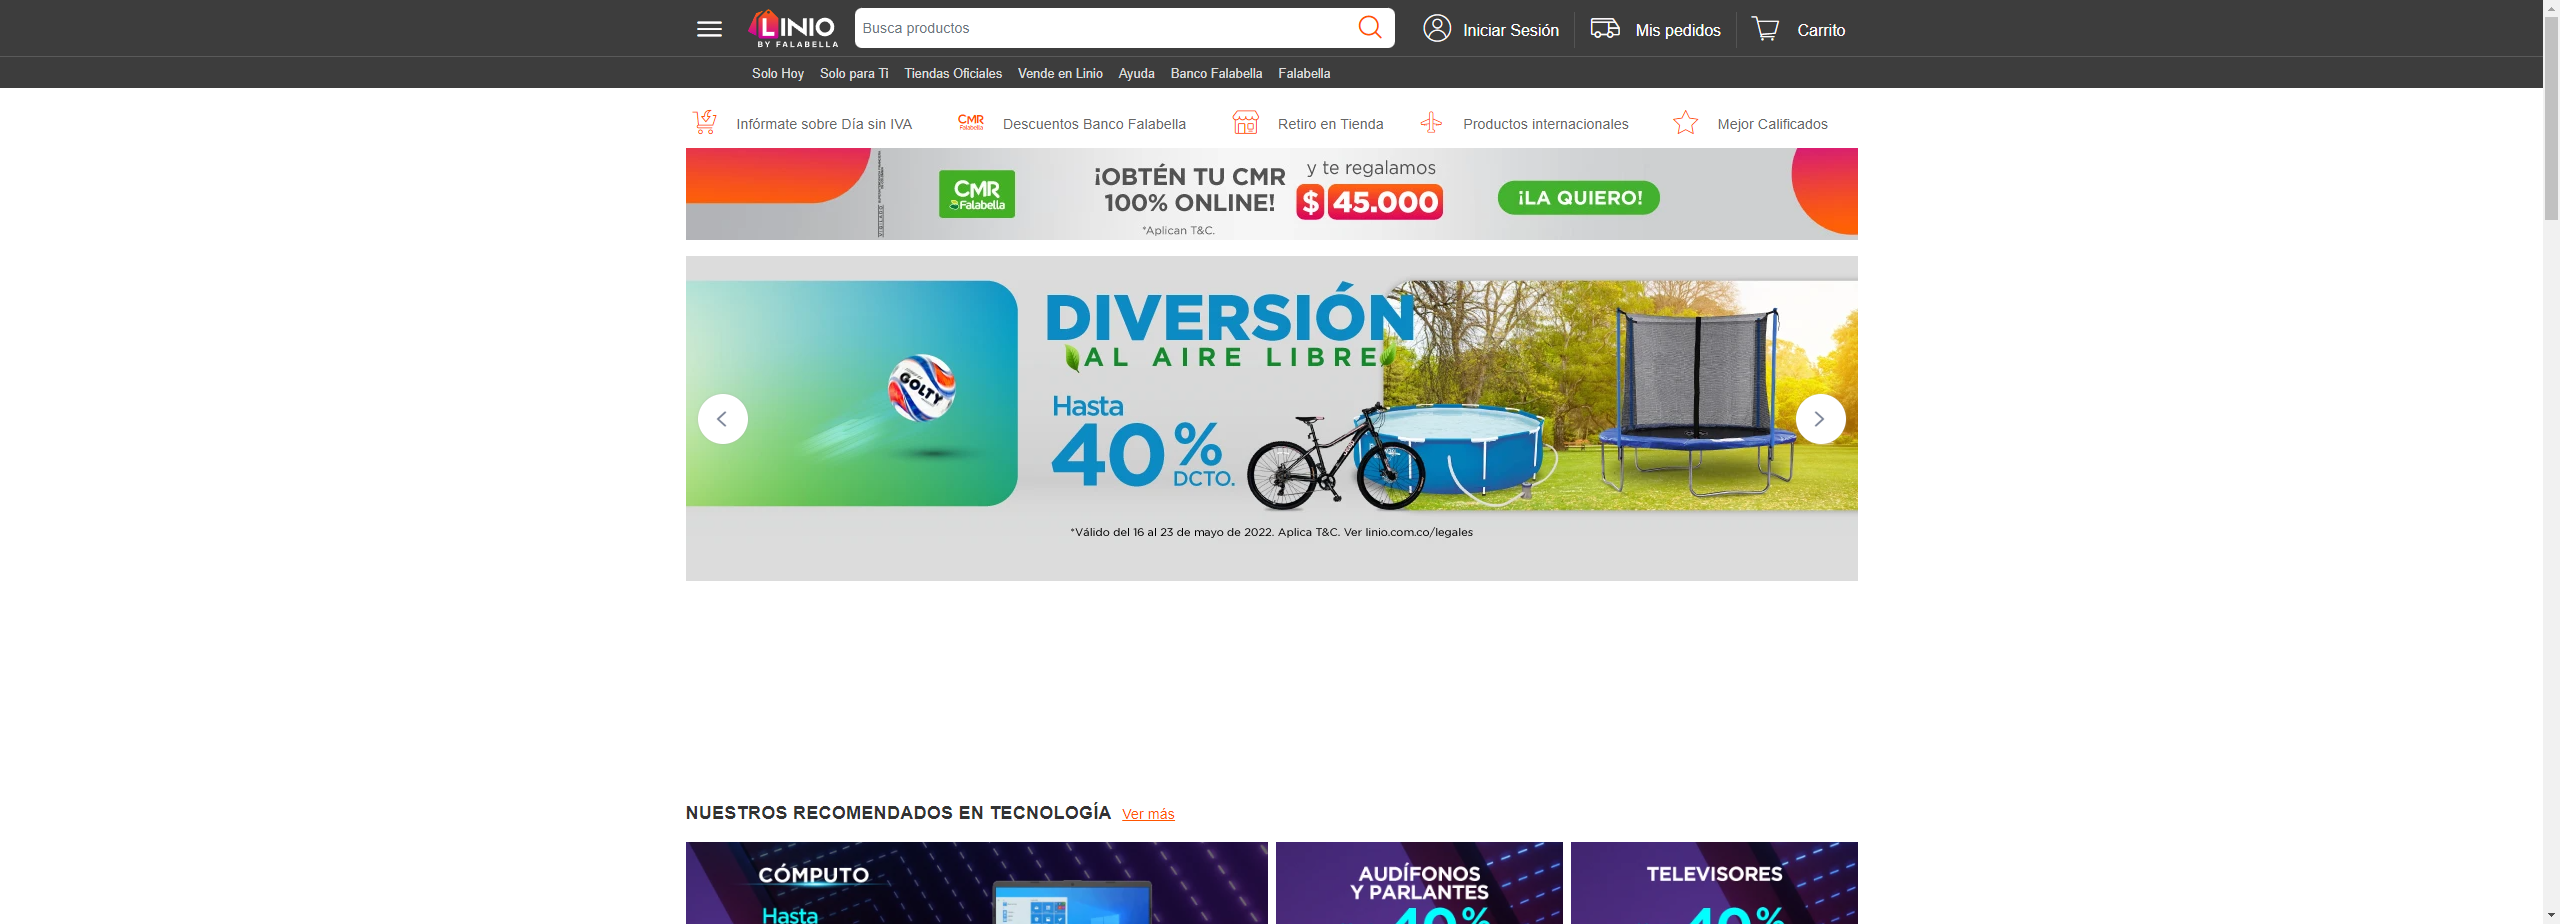 LINIO
BY FALABELLA
Busca productos
Iniciar Sesión
Mis pedidos
Carrito
Solo Hoy
Solo para Ti
Tiendas Oficiales
Vende en Linio
Ayuda
Banco Falabella
Falabella
Infórmate sobre Día sin IVA
CMR
Falabella
Descuentos Banco Falabella
Retiro en Tienda
Productos internacionales
Mejor Calificados
CMR
Falabella
¡OBTÉN TU CMR
100% ONLINE!
*Aplican T&C.
y te regalamos
$ 45.000
¡LA QUIERO!
DIVERSIÓN
AL AIRE LIBRE
GOLTY
Hasta
40%
DCTO.
*Válido del 16 al 23 de mayo de 2022. Aplica T&C. Ver linio.com.co/legales
NUESTROS RECOMENDADOS EN TECNOLOGÍA Ver más
CÓMPUTO
Hasta
AUDÍFONOS
Y PARLANTES
40%
TELEVISORES
40%